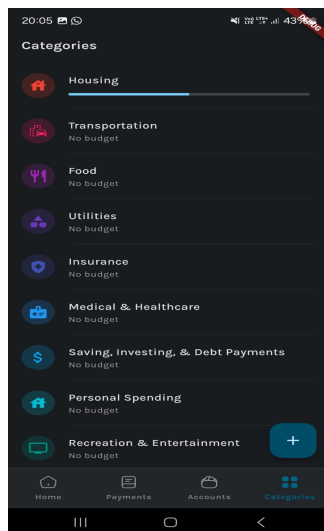 20:05
43%
DEBUG
Categories
Housing
Transportation
No budget
Food
No budget
Utilities
No budget
Insurance
No budget
Medical & Healthcare
No budget
Saving, Investing, & Debt Payments
No budget
Personal Spending
No budget
Recreation & Entertainment
No budget
Home
Payments
Accounts
Categories